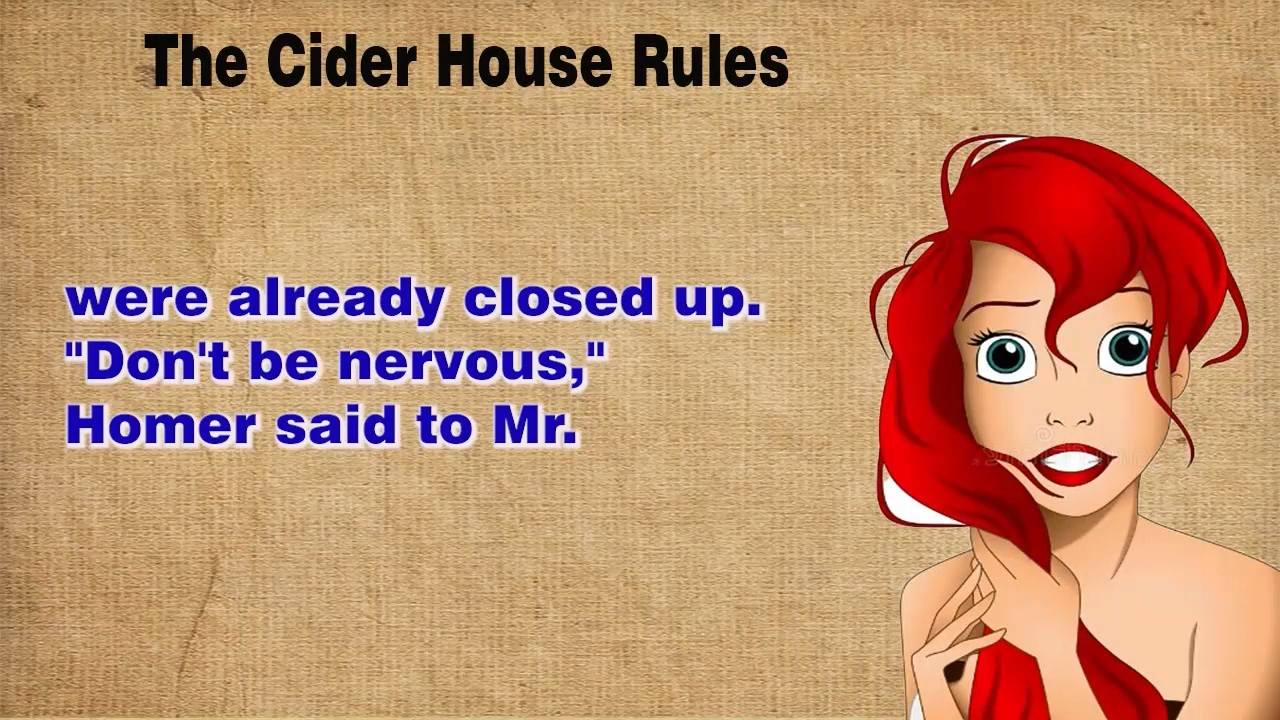 The Cider House Rules
were already closed up.
"Don't be nervous,"
Homer said to Mr.